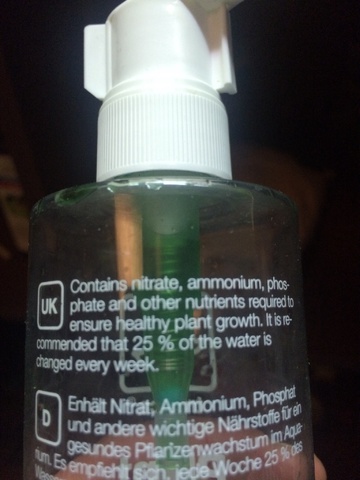 UK
Contains nitrate, ammonium, phos-
phate and other nutrients required to
ensure healthy plant growth. It is re-
commended that 25 % of the water is
changed every week.
D
Enhält Nitrat, Ammonium, Phosphat
und andere wichtige Nährstoffe für ein
gesundes Pflanzenwachstum im Aqua-
rium. Es empfiehlt sich, jede Woche 25 % des